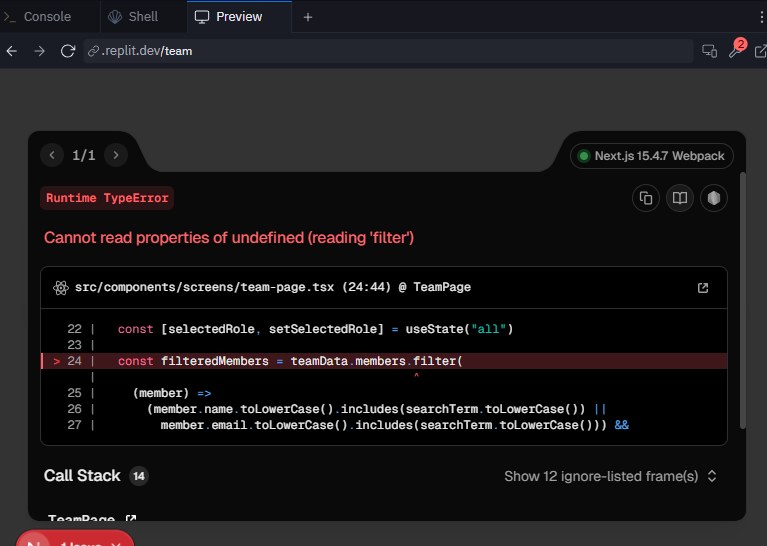 Console Shell Preview
.replit.dev/team
2
1/1
Next.js 15.4.7 Webpack
Runtime TypeError
Cannot read properties of undefined (reading 'filter')
src/components/screens/team-page.tsx (24:44) @ TeamPage
22 | const [selectedRole, setSelectedRole] = useState("all")
23 |
> 24 | const filteredMembers = teamData.members.filter(
| ^
25 | (member) =>
26 | (member.name.toLowerCase().includes(searchTerm.toLowerCase()) ||
27 | member.email.toLowerCase().includes(searchTerm.toLowerCase())) &&
Call Stack 14
Show 12 ignore-listed frame(s)
TeamPage
1 Issue